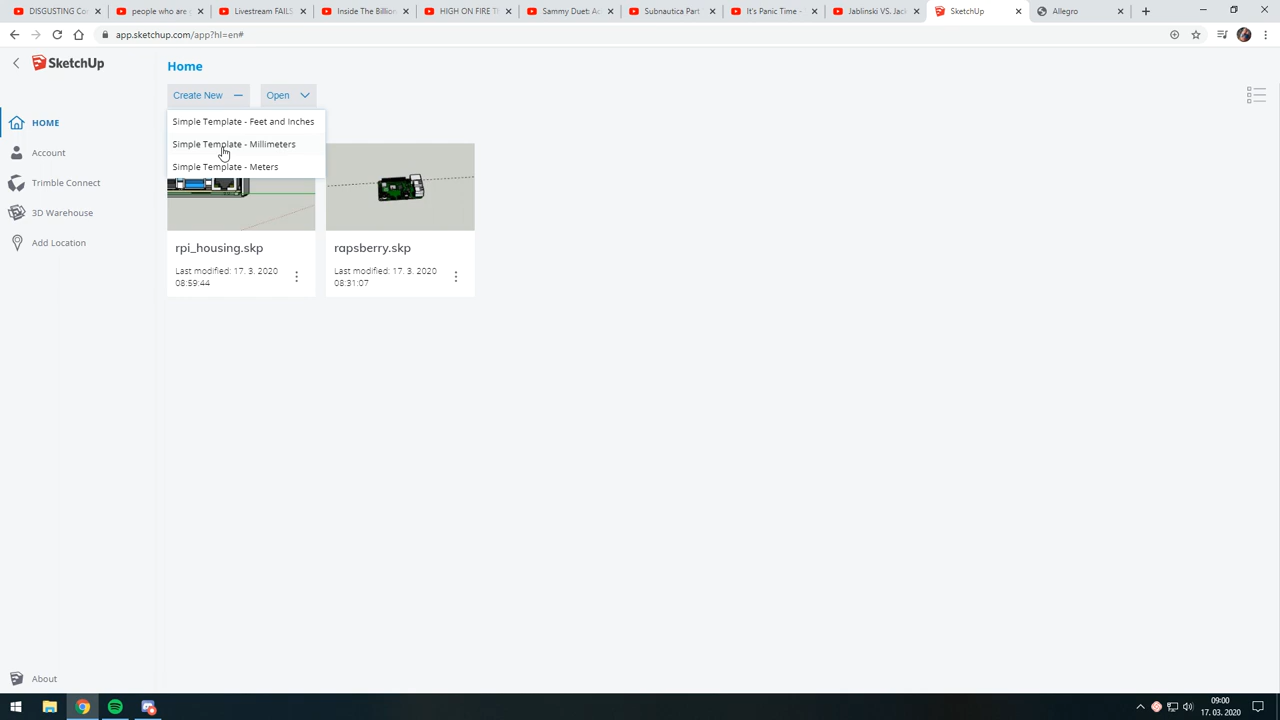 DISGUSTING Co
people who are
Livestream FAILS
Inside The Billion
HIGH ON FIRE Th
Sammy Duet: Ac
Subnautica Part
It's Panic Time -
Jablinski VS. Jack
SketchUp
Allegro
app.sketchup.com/app?hl=en#
SketchUp
Home
Create New
Open
Simple Template - Feet and Inches
Simple Template - Millimeters
Simple Template - Meters
HOME
Account
Trimble Connect
3D Warehouse
Add Location
rpi_housing.skp
Last modified: 17. 3. 2020
08:59:44
rapsberry.skp
Last modified: 17. 3. 2020
08:31:07
About
09:00
17. 03. 2020